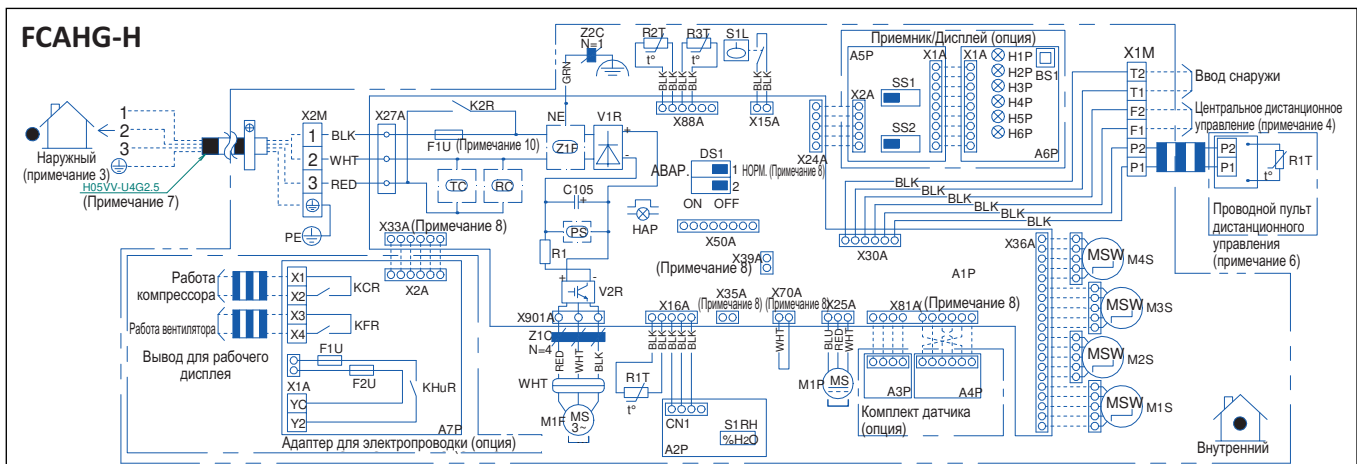 FCAHG-H
Z2C
N=1
GRN
R2T
t°
R3T
t°
S1L
BLK
BLK
BLK
BLK
BLK
BLK
X88A
X15A
Приемник/Дисплей (опция)
A5P
X1A
X1A
H1P
H2P
H3P
H4P
H5P
H6P
BS1
X2A
SS1
SS2
X24A
A6P
X1M
T2
T1
F2
F1
P2
P1
Ввод снаружи
Центральное дистанционное
управление (примечание 4)
P2
P1
R1T
t°
Проводной пульт
дистанционного
управления
(примечание 6)
1
2
3
Наружный
(примечание 3)
H05VV-U4G2.5
(Примечание 7)
X2M
1
2
3
PE
BLK
WHT
RED
X27A
K2R
F1U
(Примечание 10)
NE
Z1F
V1R
+
-
TC
RC
C105
+
PS
R1
АВАР.
DS1
1
2
НОРМ. (Примечание 8)
ON OFF
HAP
X50A
X39A
(Примечание 8)
BLK
BLK
BLK
BLK
BLK
BLK
X30A
A1P
X36A
MSW
M4S
MSW
M3S
MSW
M2S
MSW
M1S
X33A
(Примечание 8)
X2A
Работа
компрессора
Работа вентилятора
Вывод для рабочего
дисплея
X1
X2
X3
X4
KCR
KFR
F1U
F2U
KHuR
X1A
YC
Y2
A7P
Адаптер для электропроводки (опция)
+
-
V2R
X901A
Z1C
N=4
RED
WHT
BLK
WHT
M1F
MS
3~
X16A
BLK
BLK
BLK
BLK
R1T
t°
CN1
S1RH
%H2O
A2P
X35A
(Примечание 8)
X70A
(Примечание 8)
WHT
X25A
BLU
RED
WHT
M1P
MS
X81A
(Примечание 8)
A3P
A4P
Комплект датчика
(опция)
Внутренний